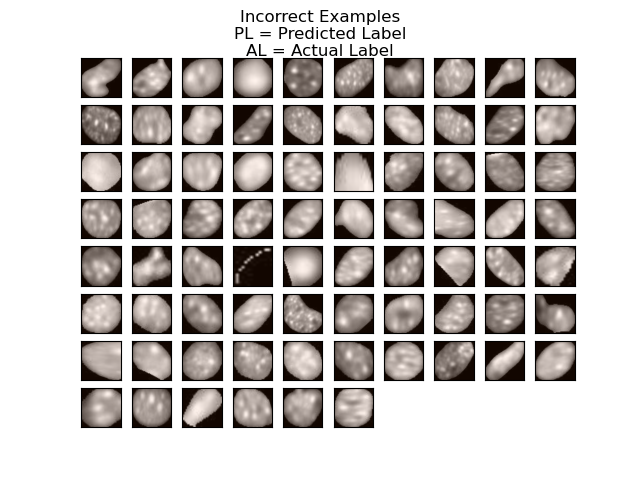 Incorrect Examples
PL = Predicted Label
AL = Actual Label